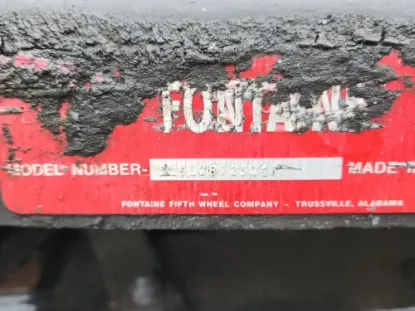 FONTAINE
MODEL NUMBER-
MADE
FONTAINE FIFTH WHEEL COMPANY - TRUSSVILLE, ALABAMA